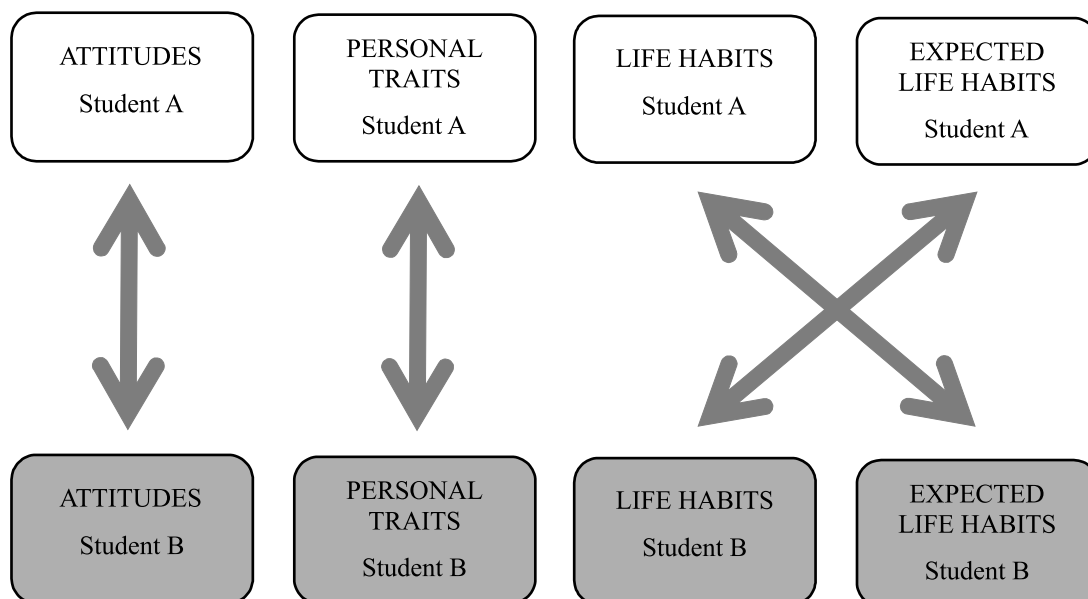 ATTITUDES
Student A
PERSONAL
TRAITS
Student A
LIFE HABITS
Student A
EXPECTED
LIFE HABITS
Student A
ATTITUDES
Student B
PERSONAL
TRAITS
Student B
LIFE HABITS
Student B
EXPECTED
LIFE HABITS
Student B